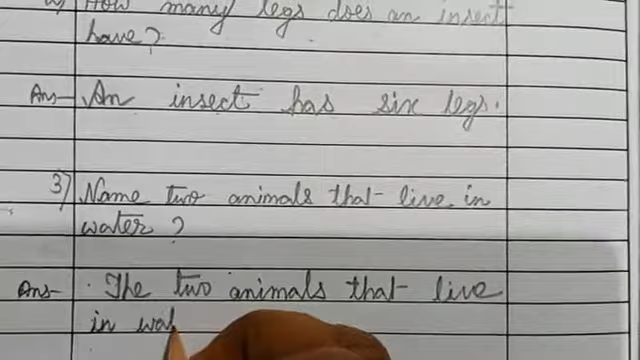 How many legs does an insect
have?
Ans- An insect has six legs.
3) Name two animals that live in
water?
Ans- The two animals that live
in wat